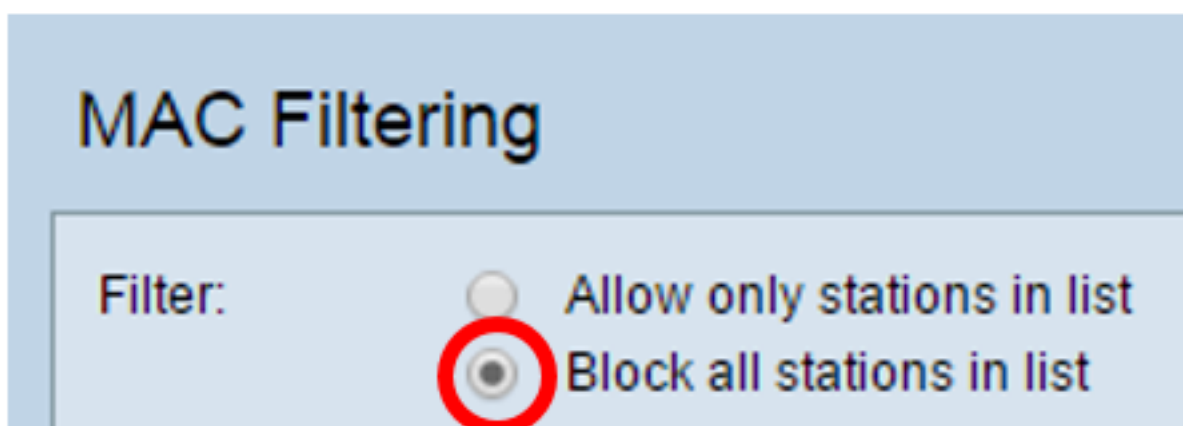 MAC Filtering
Filter: Allow only stations in list
Block all stations in list